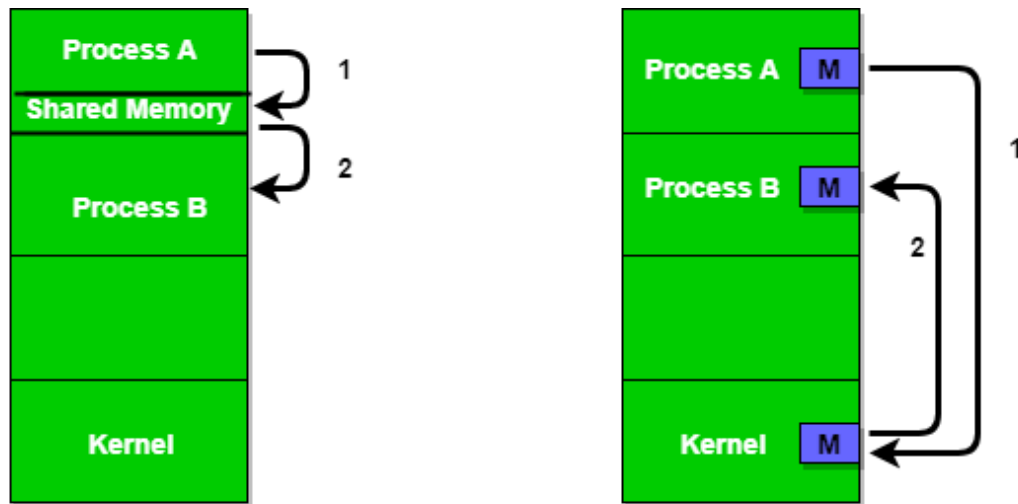 Process A
1
Shared Memory
2
Process B
Kernel
Process A M
1
Process B M
2
Kernel M